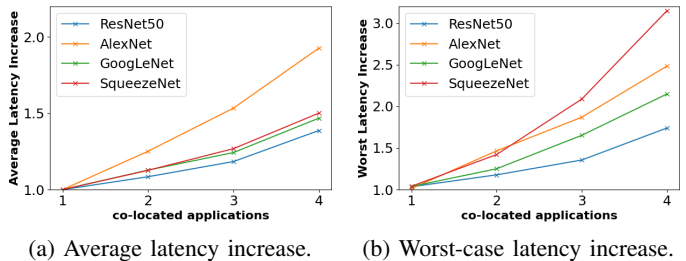 Average Latency Increase
2.0
1.5
1.0
ResNet50
AlexNet
GoogLeNet
SqueezeNet
1 2 3 4
co-located applications
(a) Average latency increase.
Worst Latency Increase
3.0
2.5
2.0
1.5
1.0
ResNet50
AlexNet
GoogLeNet
SqueezeNet
1 2 3 4
co-located applications
(b) Worst-case latency increase.